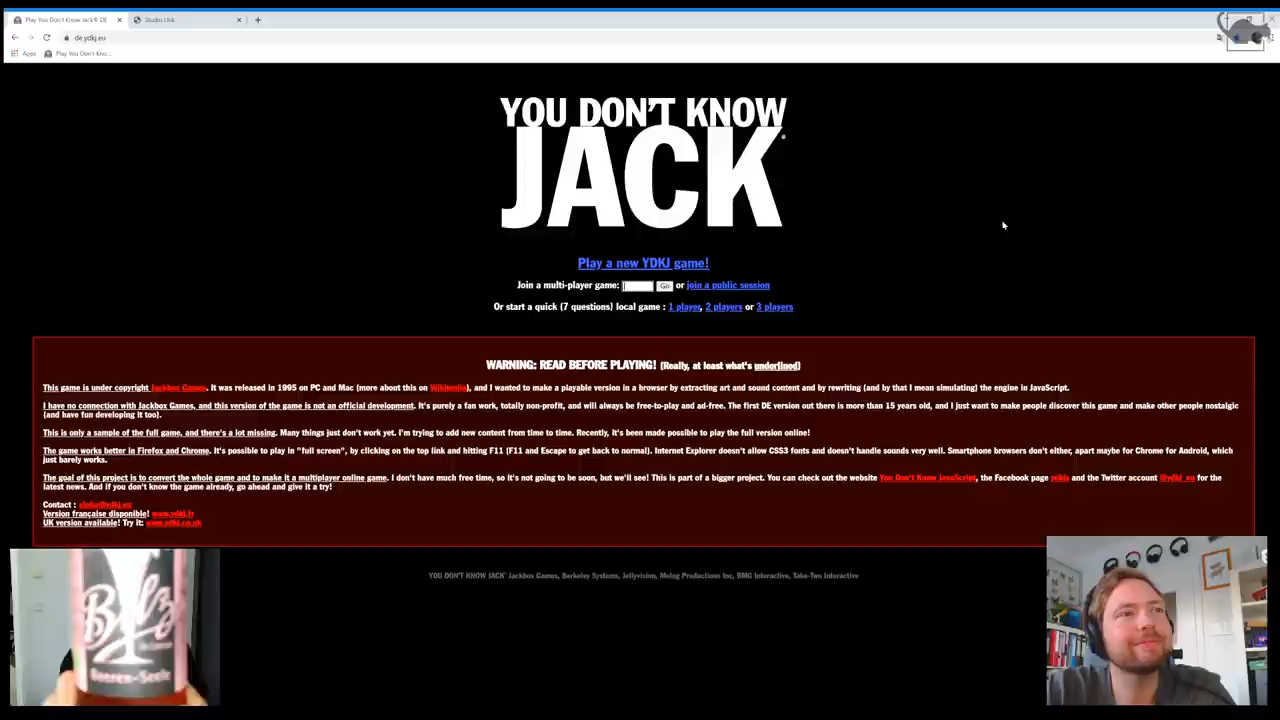 Play You Don't Know Jack® DE
Studio Ukik
de.ydkj.eu
Apps
Play You Don't Kno...
YOU DON'T KNOW
JACK®
Play a new YDKJ game!
Join a multi-player game: Go or join a public session
Or start a quick (7 questions) local game : 1 player, 2 players or 3 players
WARNING: READ BEFORE PLAYING! (Really, at least what's underlined)
This game is under copyright Jackbox Games. It was released in 1995 on PC and Mac (more about this on Wikipedia), and I wanted to make a playable version in a browser by extracting art and sound content and by rewriting (and by that I mean simulating) the engine in JavaScript.
I have no connection with Jackbox Games, and this version of the game is not an official development. It's purely a fan work, totally non-profit, and will always be free-to-play and ad-free. The first DE version out there is more than 15 years old, and I just want to make people discover this game and make other people nostalgic
(and have fun developing it too).
This is only a sample of the full game, and there's a lot missing. Many things just don't work yet. I'm trying to add new content from time to time. Recently, it's been made possible to play the full version online!
The game works better in Firefox and Chrome. It's possible to play in "full screen", by clicking on the top link and hitting F11 (F11 and Escape to get back to normal). Internet Explorer doesn't allow CSS3 fonts and doesn't handle sounds very well. Smartphone browsers don't either, apart maybe for Chrome for Android, which
just barely works.
The goal of this project is to convert the whole game and to make it a multiplayer online game. I don't have much free time, so it's not going to be soon, but we'll see! This is part of a bigger project. You can check out the website You Don't Know JavaScript, the Facebook page ydkjs and the Twitter account @ydkj_ng for the
latest news. And if you don't know the game already, go ahead and give it a try!
Contact : alpha@ydkj.eu
Version française disponible! www.ydkj.fr
UK version available! Try it: www.ydkj.co.uk
YOU DON'T KNOW JACK® Jackbox Games, Berkeley Systems, Jellyvision, Molog Productions Inc, BMG Interactive, Take-Two Interactive
Bolz
Beeren-Seele